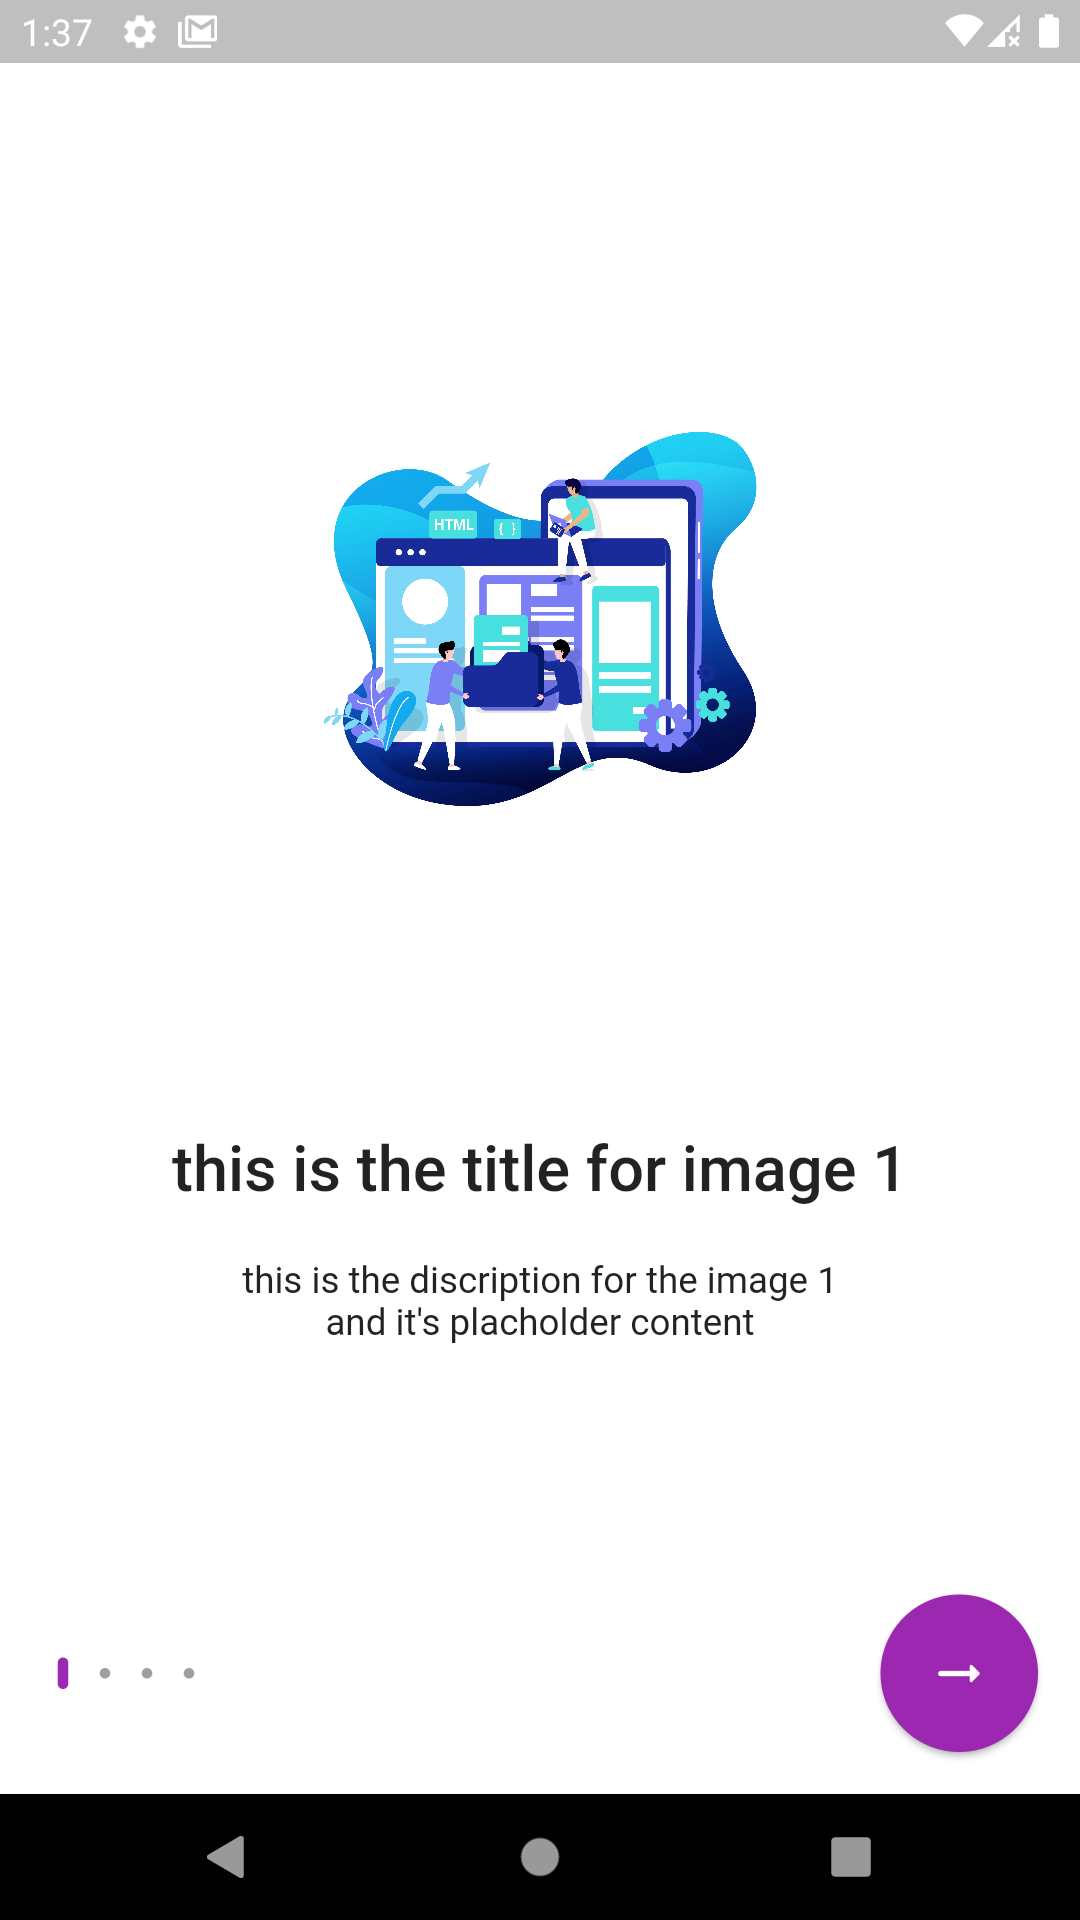 1:37
HTML
{ }
this is the title for image 1
this is the discription for the image 1
and it's placholder content